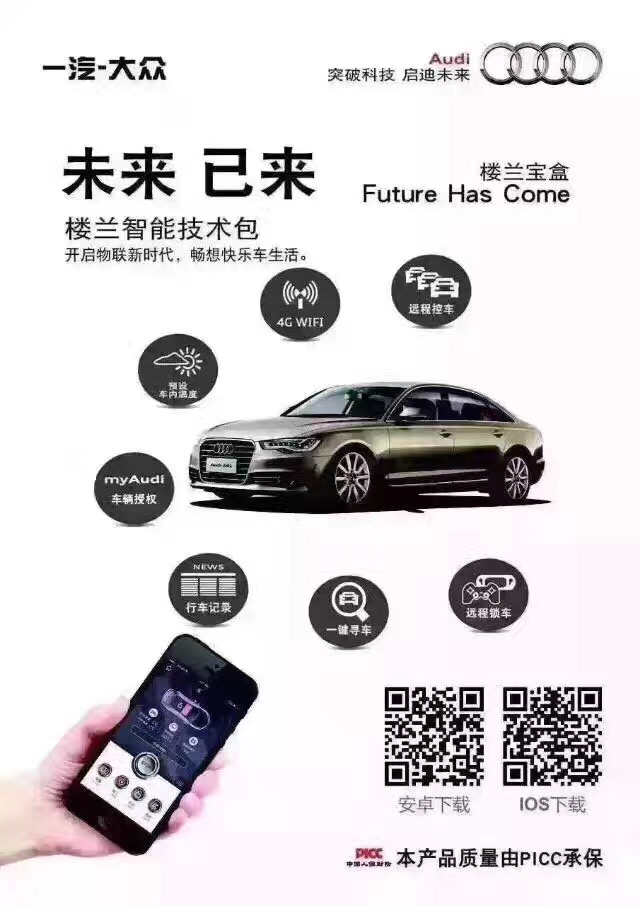 一汽-大众
Audi
突破科技 启迪未来
未来 已来
楼兰宝盒
Future Has Come
楼兰智能技术包
开启物联新时代，畅想快乐车生活。
4G WIFI
远程控车
预设
车内温度
Audi A6L
myAudi
车辆授权
NEWS
行车记录
一键寻车
远程锁车
安卓下载
IOS下载
PICC
中国人保财险
本产品质量由PICC承保